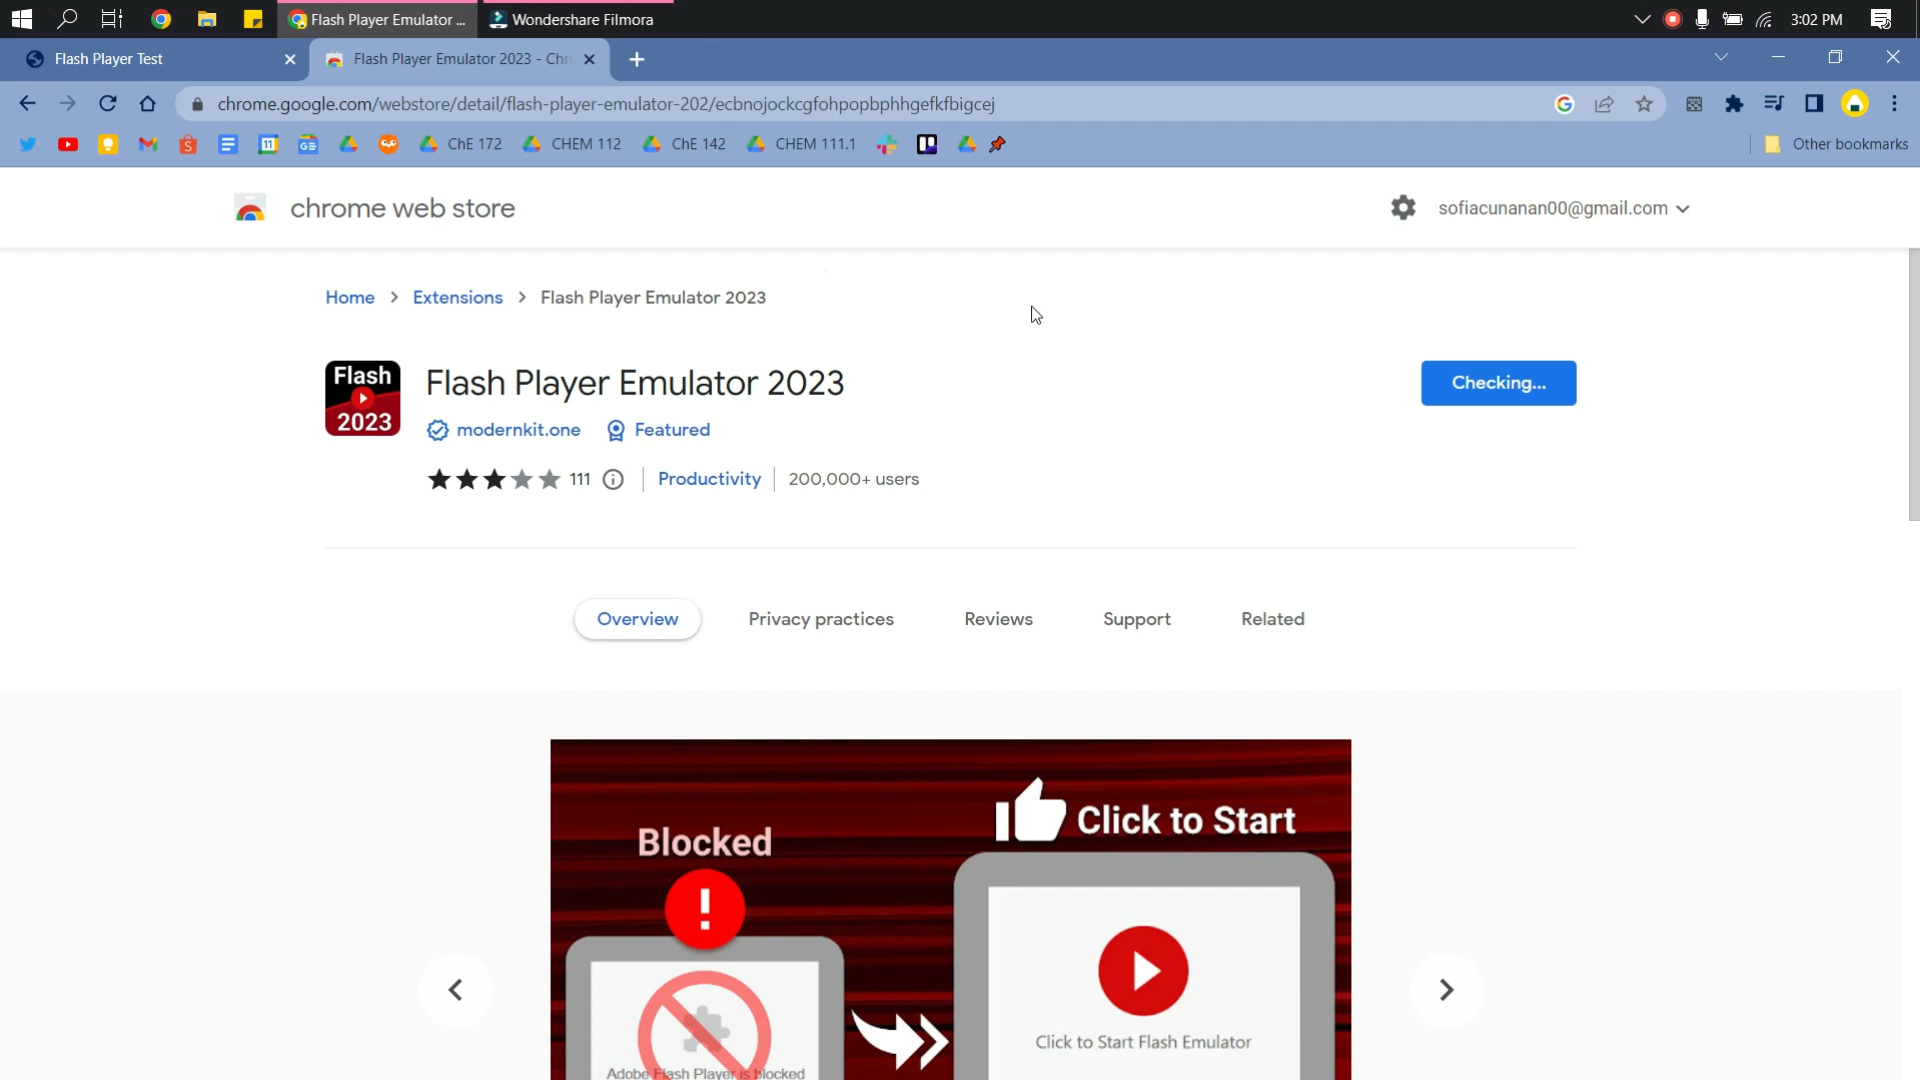 Flash Player Emulator ...
Wondershare Filmora
3:02 PM
Flash Player Test
Flash Player Emulator 2023 - Chr
chrome.google.com/webstore/detail/flash-player-emulator-202/ecbnojockcgfohpopbphhgefkfbigcej
ChE 172
CHEM 112
ChE 142
CHEM 111.1
Other bookmarks
chrome web store
sofiacunanan00@gmail.com
Home > Extensions > Flash Player Emulator 2023
Flash
2023
Flash Player Emulator 2023
Checking...
modernkit.one
Featured
111
Productivity
200,000+ users
Overview
Privacy practices
Reviews
Support
Related
Blocked
!
Click to Start
Adobe Flash Player is blocked
Click to Start Flash Emulator